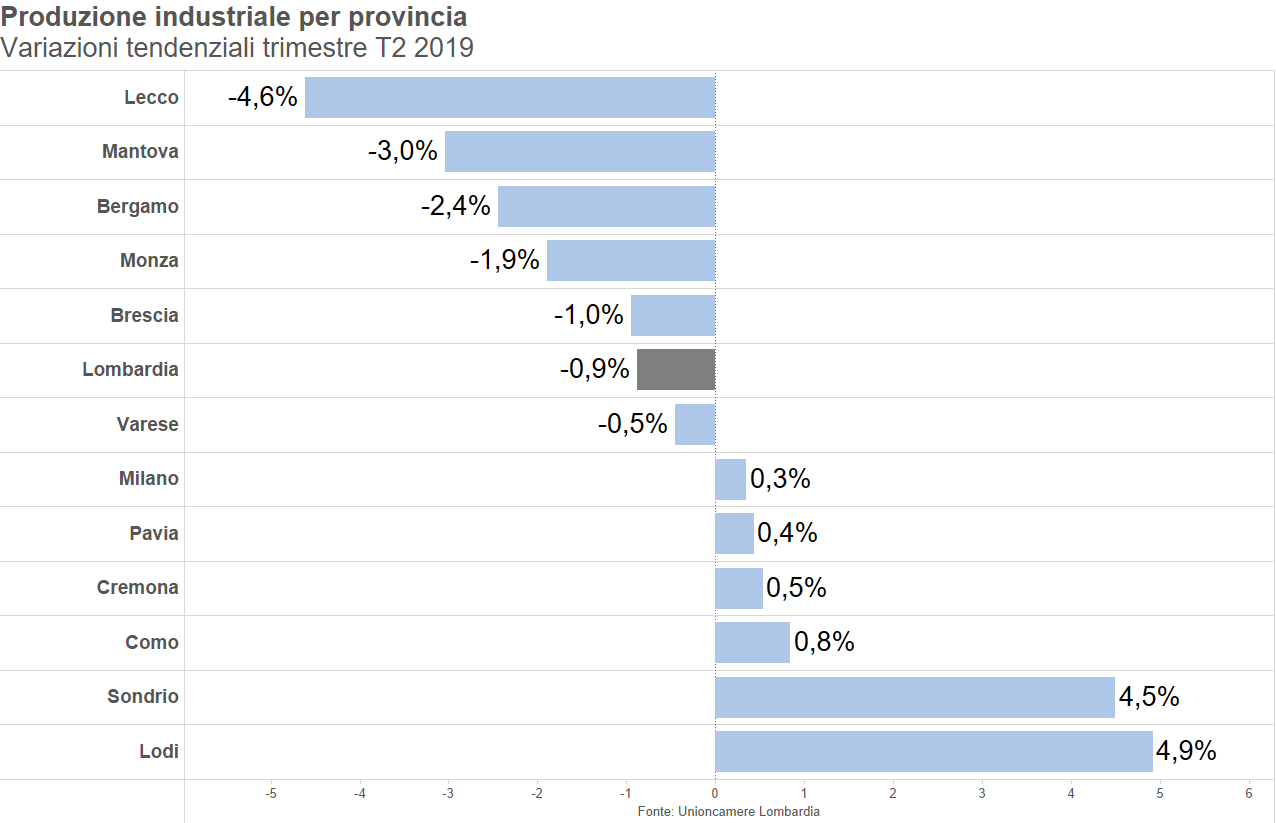 Produzione industriale per provincia
Variazioni tendenziali trimestre T2 2019
Lecco -4,6%
Mantova -3,0%
Bergamo -2,4%
Monza -1,9%
Brescia -1,0%
Lombardia -0,9%
Varese -0,5%
Milano 0,3%
Pavia 0,4%
Cremona 0,5%
Como 0,8%
Sondrio 4,5%
Lodi 4,9%
-5 -4 -3 -2 -1 0 1 2 3 4 5 6
Fonte: Unioncamere Lombardia